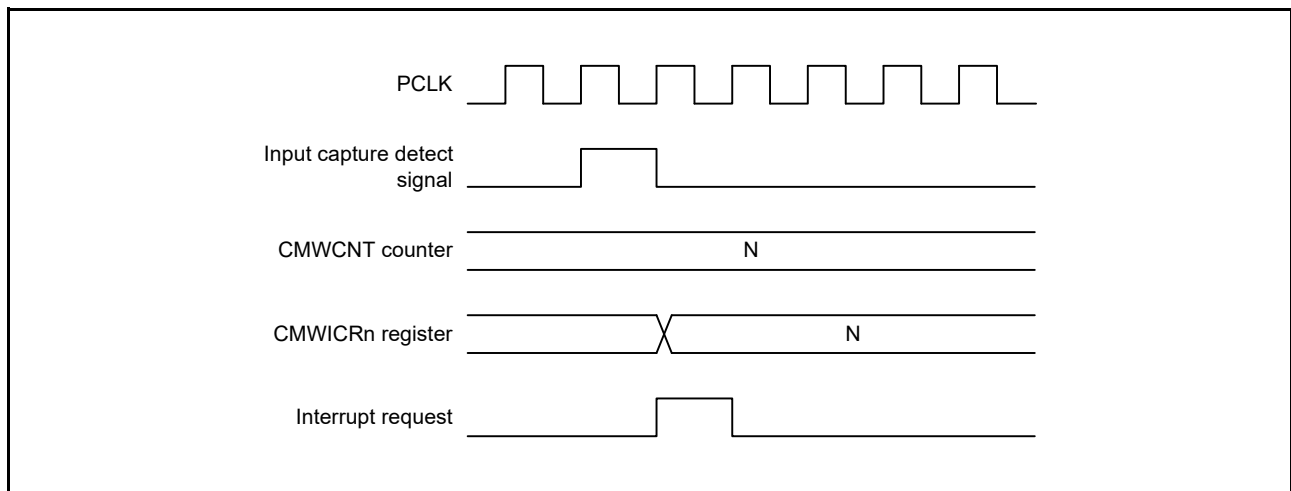 PCLK
Input capture detect
signal
CMWCNT counter
N
CMWICRn register
N
Interrupt request